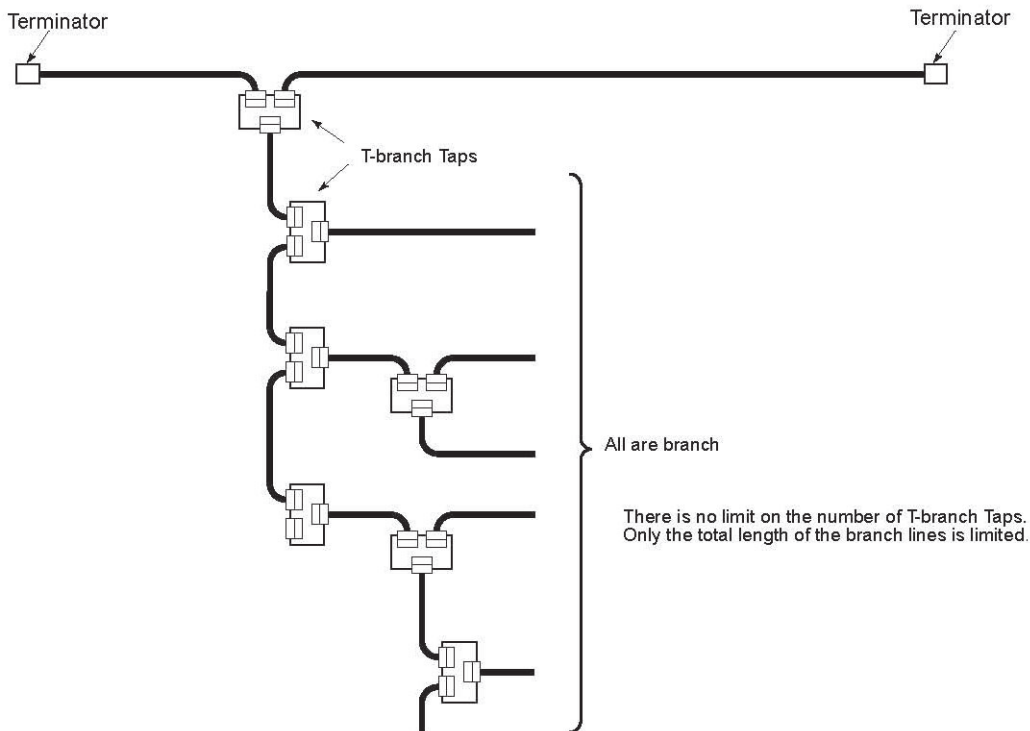 Terminator
Terminator
T-branch Taps
All are branch
There is no limit on the number of T-branch Taps.
Only the total length of the branch lines is limited.